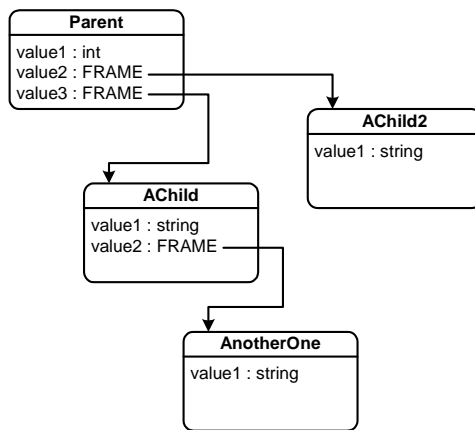 Parent
value1 : int
value2 : FRAME
value3 : FRAME
AChild2
value1 : string
AChild
value1 : string
value2 : FRAME
AnotherOne
value1 : string